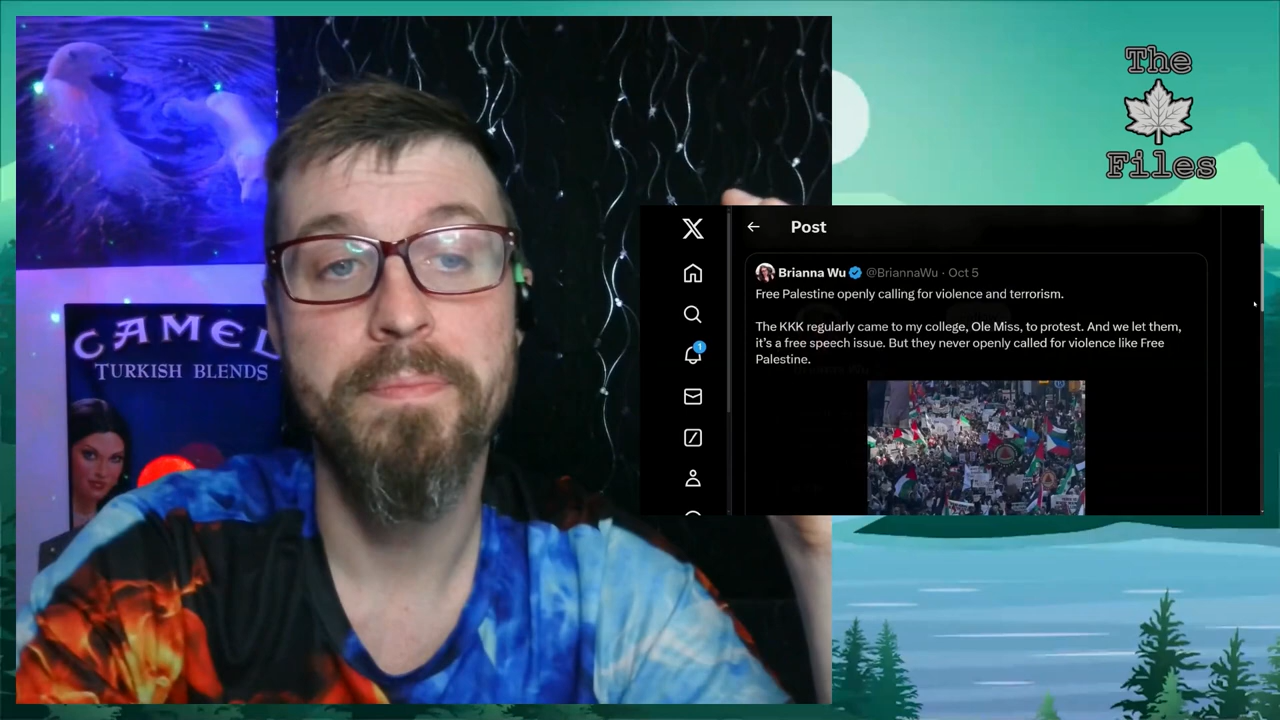 The
Files
CAMEL
TURKISH BLENDS
Post
Brianna Wu @BriannaWu · Oct 5
Free Palestine openly calling for violence and terrorism.
The KKK regularly came to my college, Ole Miss, to protest. And we let them,
it's a free speech issue. But they never openly called for violence like Free
Palestine.
1